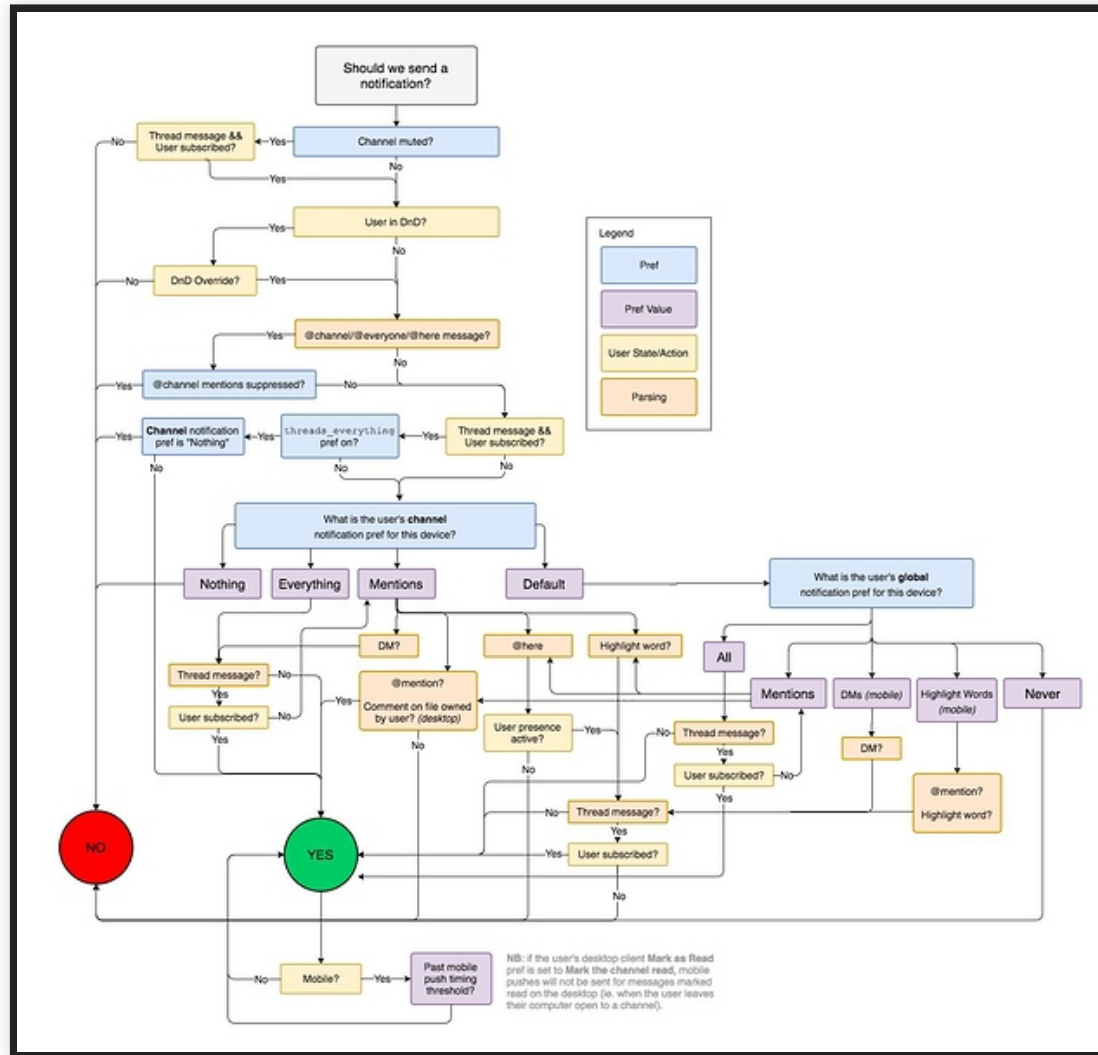 Should we send a
notification?
Thread message &&
User subscribed?
No
Yes
Channel muted?
No
Yes
User in DnD?
Yes
No
DnD Override?
No
Yes
@channel/@everyone/@here message?
Yes
No
@channel mentions suppressed?
Yes
No
Legend
Pref
Pref Value
User State/Action
Parsing
Channel notification
pref is "Nothing"
Yes
No
Yes
threads_everything
pref on?
Yes
No
Thread message &&
User subscribed?
No
What is the user's channel
notification pref for this device?
Nothing
Everything
Mentions
Default
What is the user's global
notification pref for this device?
Thread message?
No
Yes
User subscribed?
No
Yes
DM?
@mention?
Comment on file owned
by user? (desktop)
Yes
No
@here
User presence
active?
Yes
No
Highlight word?
All
Mentions
DMs (mobile)
Highlight Words
(mobile)
Never
Thread message?
No
Yes
User subscribed?
No
Yes
DM?
@mention?
Highlight word?
Thread message?
No
Yes
User subscribed?
Yes
No
NO
YES
Mobile?
No
Yes
Past mobile
push timing
threshold?
NB: if the user's desktop client Mark as Read
pref is set to Mark the channel read, mobile
pushes will not be sent for messages marked
read on the desktop (ie. when the user leaves
their computer open to a channel).